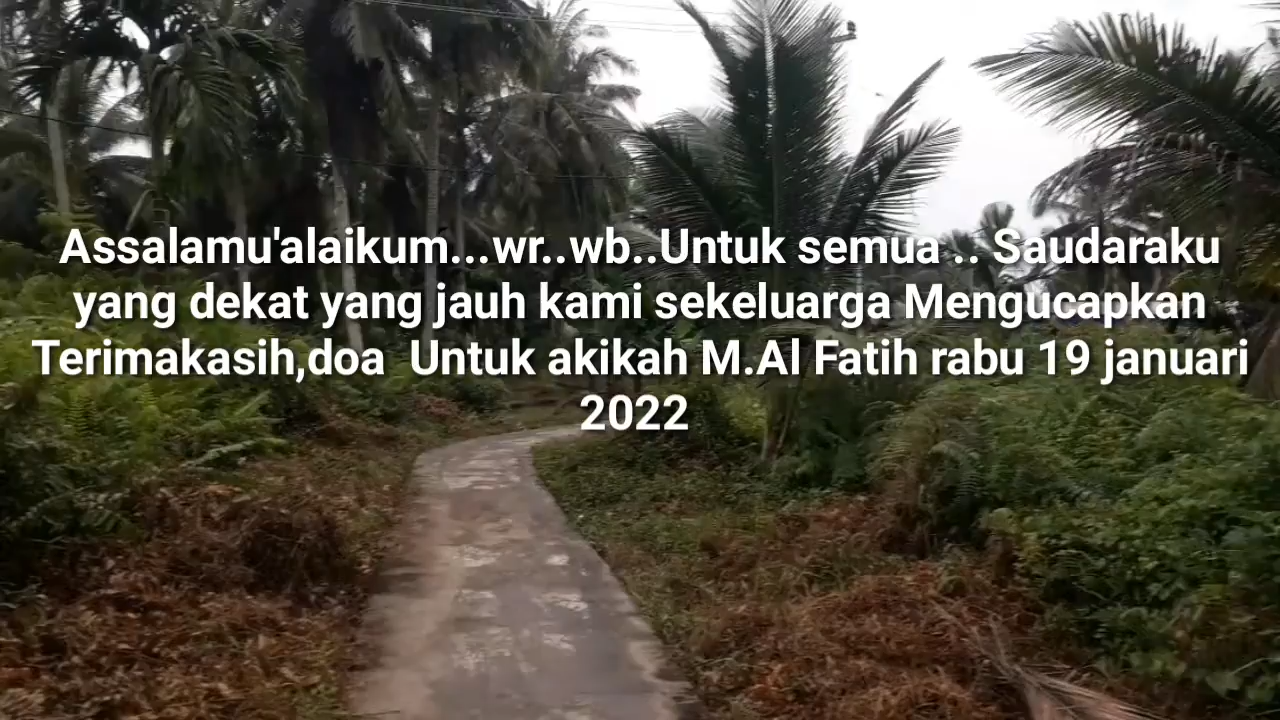 Assalamu'alaikum...wr..wb..Untuk semua .. Saudaraku
yang dekat yang jauh kami sekeluarga Mengucapkan
Terimakasih,doa  Untuk akikah M.Al Fatih rabu 19 januari
2022